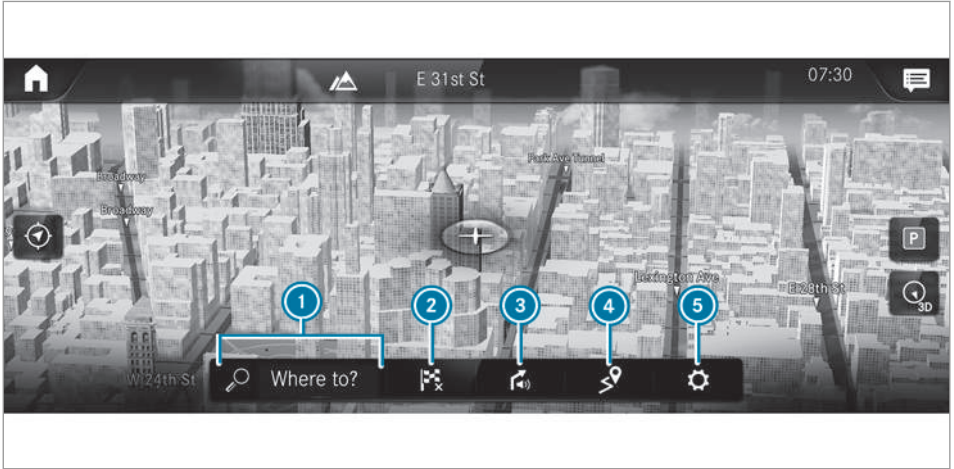 E 31st St
07:30
Park Ave Tunnel
Broadway
Broadway
P
Lexington Ave
E 28th St
3D
1
2
3
4
5
W 24th St
Where to?